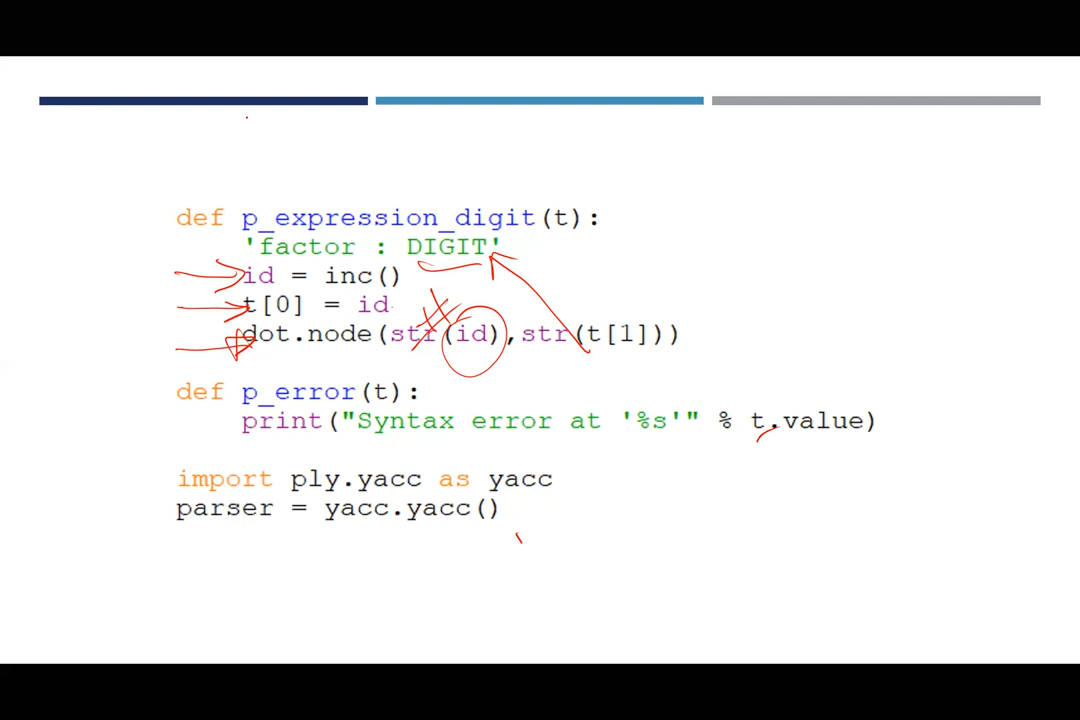 def p_expression_digit(t):
'factor : DIGIT'
id = inc()
t[0] = id
dot.node(str(id),str(t[1]))
def p_error(t):
print("Syntax error at '%s'" % t.value)
import ply.yacc as yacc
parser = yacc.yacc()